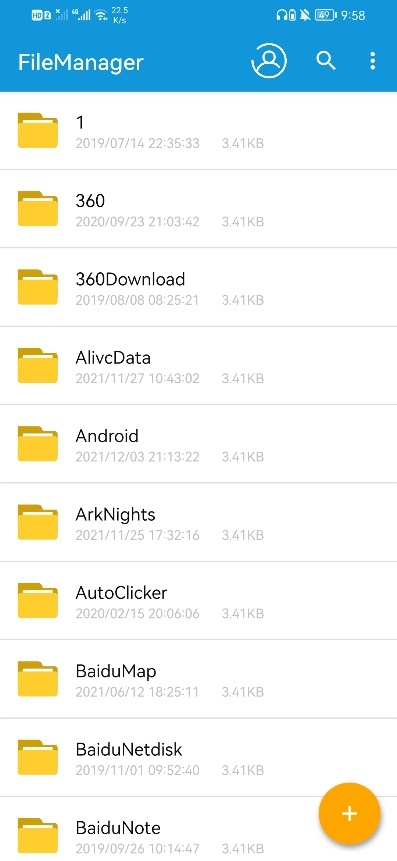 HD 2 4G 22.5 K/s 49 9:58
FileManager
1
2019/07/14 22:35:33 3.41KB
360
2020/09/23 21:03:42 3.41KB
360Download
2019/08/08 08:25:21 3.41KB
AlivcData
2021/11/27 10:43:02 3.41KB
Android
2021/12/03 21:13:22 3.41KB
ArkNights
2021/11/25 17:32:16 3.41KB
AutoClicker
2020/02/15 20:06:06 3.41KB
BaiduMap
2021/06/12 18:25:11 3.41KB
BaiduNetdisk
2019/11/01 09:52:40 3.41KB
BaiduNote
2019/09/26 10:14:47 3.41KB